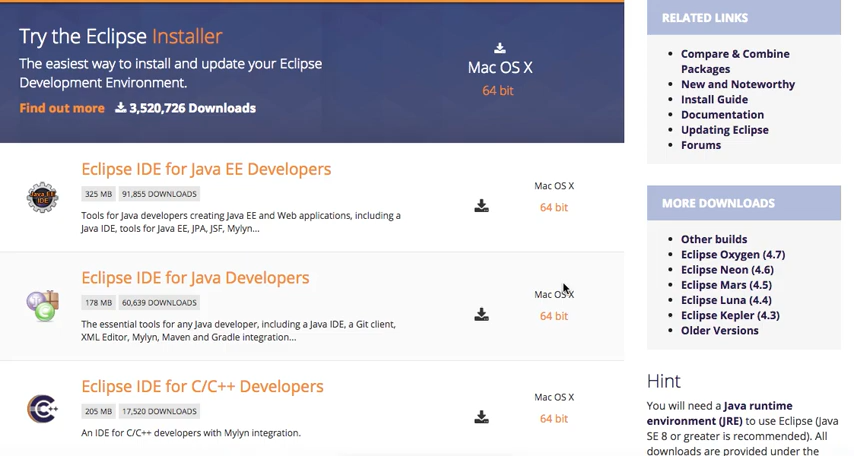 Try the Eclipse Installer
The easiest way to install and update your Eclipse
Development Environment.
Find out more 3,520,726 Downloads
Mac OS X
64 bit
Eclipse IDE for Java EE Developers
325 MB 91,855 DOWNLOADS
Tools for Java developers creating Java EE and Web applications, including a
Java IDE, tools for Java EE, JPA, JSF, Mylyn...
Mac OS X
64 bit
Java EE
IDE
Eclipse IDE for Java Developers
178 MB 60,639 DOWNLOADS
The essential tools for any Java developer, including a Java IDE, a Git client,
XML Editor, Mylyn, Maven and Gradle integration...
Mac OS X
64 bit
Eclipse IDE for C/C++ Developers
205 MB 17,520 DOWNLOADS
An IDE for C/C++ developers with Mylyn integration.
Mac OS X
64 bit
C++
RELATED LINKS
Compare & Combine
Packages
New and Noteworthy
Install Guide
Documentation
Updating Eclipse
Forums
MORE DOWNLOADS
Other builds
Eclipse Oxygen (4.7)
Eclipse Neon (4.6)
Eclipse Mars (4.5)
Eclipse Luna (4.4)
Eclipse Kepler (4.3)
Older Versions
Hint
You will need a Java runtime
environment (JRE) to use Eclipse (Java
SE 8 or greater is recommended). All
downloads are provided under the